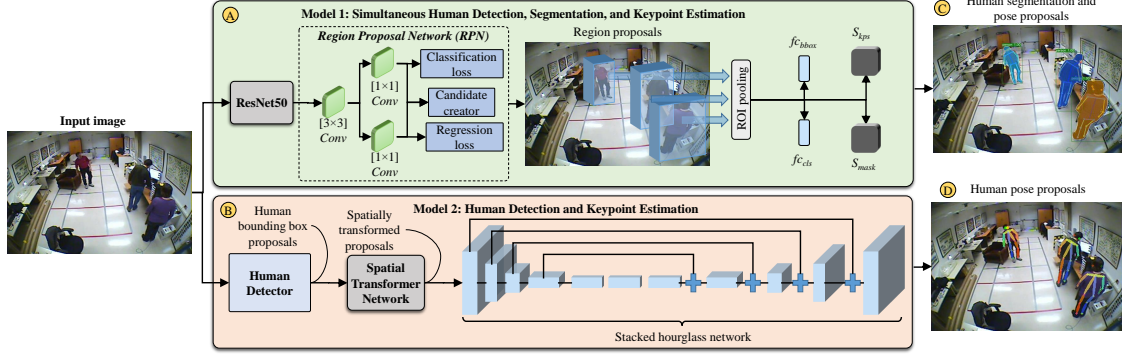 A
Model 1: Simultaneous Human Detection, Segmentation, and Keypoint Estimation
Input image
ResNet50
Region Proposal Network (RPN)
[3×3]
Conv
[1×1]
Conv
[1×1]
Conv
Classification
loss
Candidate
creator
Regression
loss
Region proposals
ROI pooling
fc_bbox
fc_cls
S_kps
S_mask
C
Human segmentation and
pose proposals
B
Model 2: Human Detection and Keypoint Estimation
Human
bounding box
proposals
Human
Detector
Spatially
transformed
proposals
Spatial
Transformer
Network
Stacked hourglass network
D
Human pose proposals